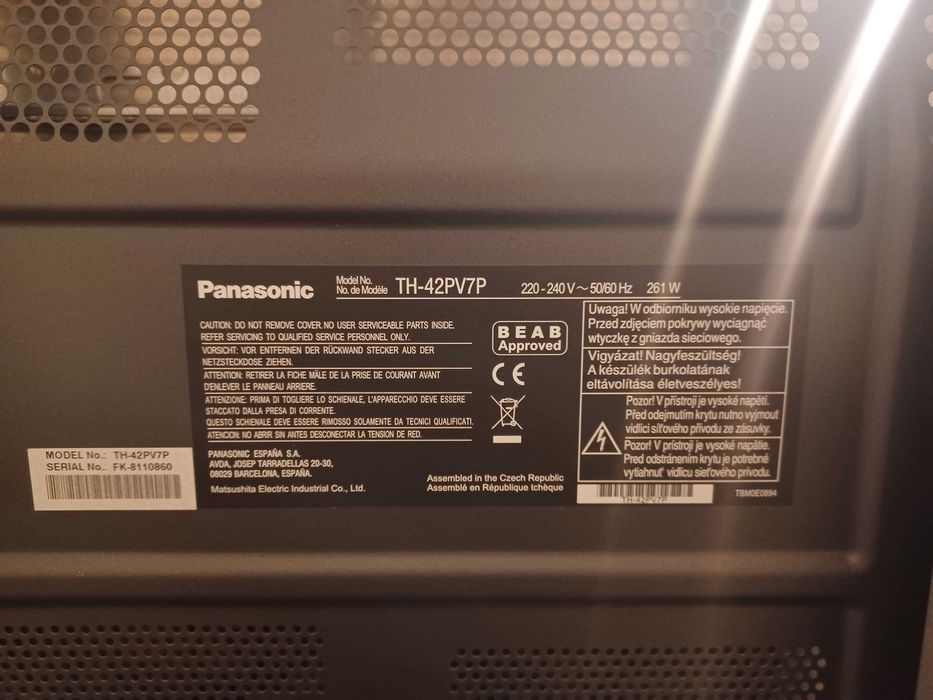 Panasonic
Model No.
No. de Modèle
TH-42PV7P
220 - 240 V ~ 50/60 Hz 261 W
CAUTION: DO NOT REMOVE COVER. NO USER SERVICEABLE PARTS INSIDE.
REFER SERVICING TO QUALIFIED SERVICE PERSONNEL ONLY.
VORSICHT: VOR ENTFERNEN DER RÜCKWAND STECKER AUS DER
NETZSTECKDOSE ZIEHEN.
ATTENTION: RETIRER LA FICHE MÂLE DE LA PRISE DE COURANT AVANT
D'ENLEVER LE PANNEAU ARRIERE.
ATTENZIONE: PRIMA DI TOGLIERE LO SCHIENALE, L'APPARECCHIO DEVE ESSERE
STACCATO DALLA PRESA DI CORRENTE.
QUESTO SCHIENALE DEVE ESSERE RIMOSSO SOLAMENTE DA TECNICI QUALIFICATI.
ATENCION: NO ABRIR SIN ANTES DESCONECTAR LA TENSION DE RED.
PANASONIC ESPAÑA S.A.
AVDA, JOSEP TARRADELLAS 20-30,
08029 BARCELONA, ESPAÑA.
Matsushita Electric Industrial Co., Ltd.
BEAB
Approved
CE
Assembled in the Czech Republic
Assemblé en République tchèque
Uwaga! W odbiorniku wysokie napięcie.
Przed zdjęciem pokrywy wyciągnąć
wtyczkę z gniazda sieciowego.
Vigyázat! Nagyfeszültség!
A készülék burkolatának
eltávolítása életveszélyes!
Pozor! V přístroji je vysoké napětí.
Před odejmutím krytu nutno vyjmout
vidlici síťového přívodu ze zásuvky.
Pozor! V prístroji je vysoké napätie.
Pred odstránením krytu je potrebné
vytiahnuť vidlicu sieťového prívodu.
TH-42PV7P
TBM0E0894
MODEL No.: TH-42PV7P
SERIAL No.: FK-8110860